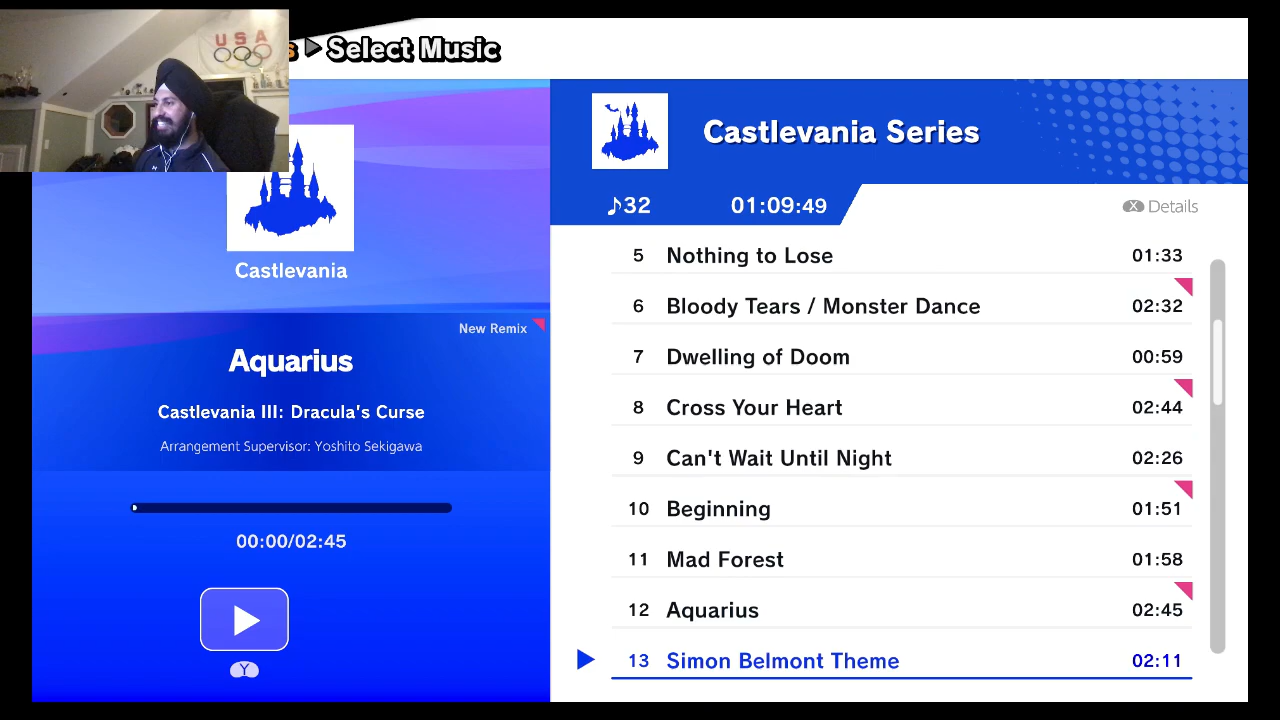 USA
s ▶ Select Music
Castlevania
New Remix
Aquarius
Castlevania III: Dracula's Curse
Arrangement Supervisor: Yoshito Sekigawa
00:00/02:45
Y
Castlevania Series
♪32 01:09:49
X Details
5 Nothing to Lose 01:33
6 Bloody Tears / Monster Dance 02:32
7 Dwelling of Doom 00:59
8 Cross Your Heart 02:44
9 Can't Wait Until Night 02:26
10 Beginning 01:51
11 Mad Forest 01:58
12 Aquarius 02:45
13 Simon Belmont Theme 02:11